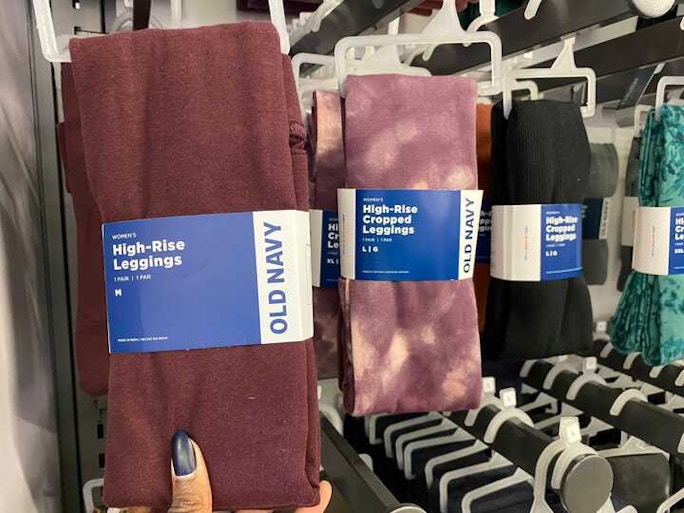 WOMEN'S
High-Rise
Leggings
1 PAIR | 1 PAR
M
OLD NAVY
XL |
WOMEN'S
High-Rise
Cropped
Leggings
1 PAIR | 1 PAR
L | G
OLD NAVY
High-Rise
Cropped
Leggings
L | G